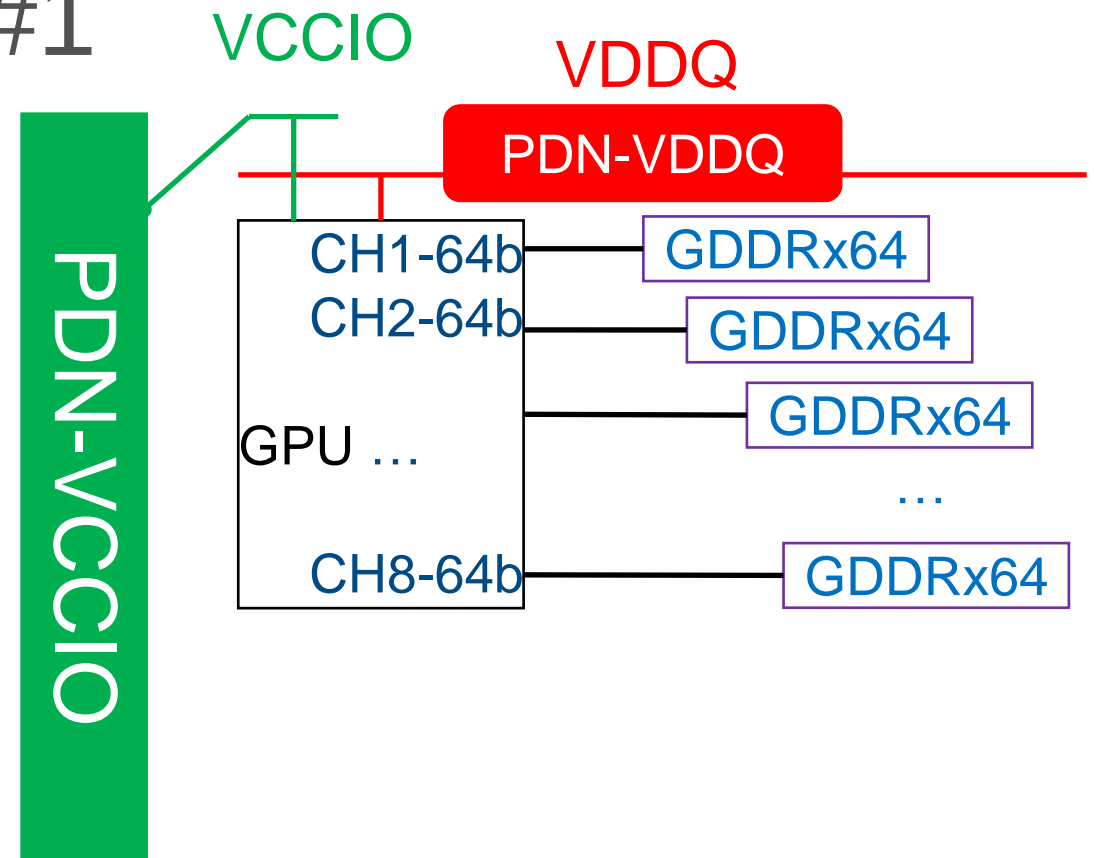 #1
VCCIO
VDDQ
PDN-VDDQ
PDN-VCCIO
CH1-64b
GDDRx64
CH2-64b
GDDRx64
GDDRx64
GPU ...
...
CH8-64b
GDDRx64